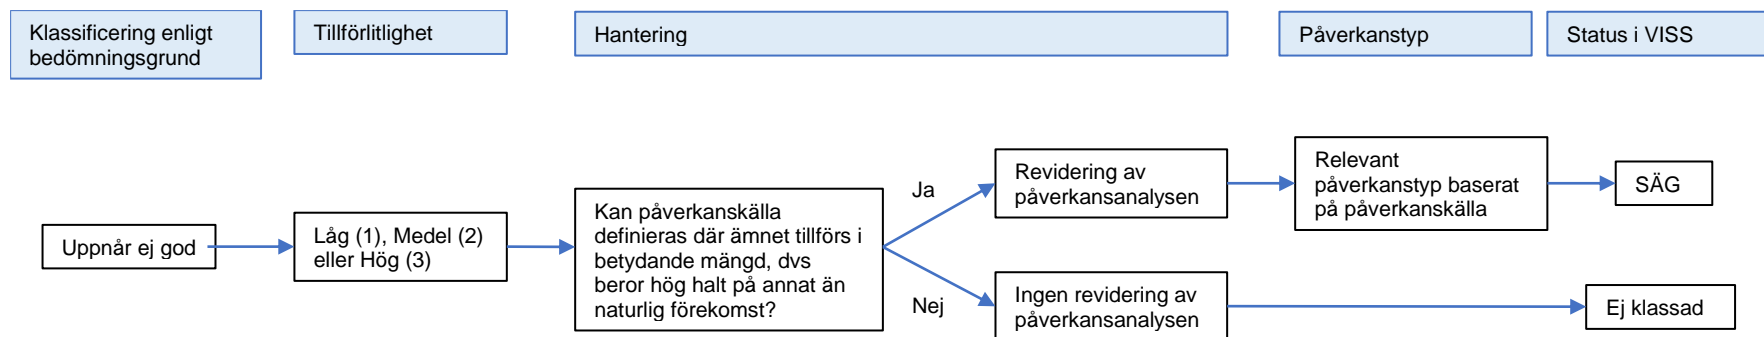 Klassificering enligt
bedömningsgrund
Tillförlitlighet
Hantering
Påverkanstyp
Status i VISS
Uppnår ej god
Låg (1), Medel (2)
eller Hög (3)
Kan påverkanskälla
definieras där ämnet tillförs i
betydande mängd, dvs
beror hög halt på annat än
naturlig förekomst?
Ja
Revidering av
påverkansanalysen
Relevant
påverkanstyp baserat
på påverkanskälla
SÄG
Nej
Ingen revidering av
påverkansanalysen
Ej klassad